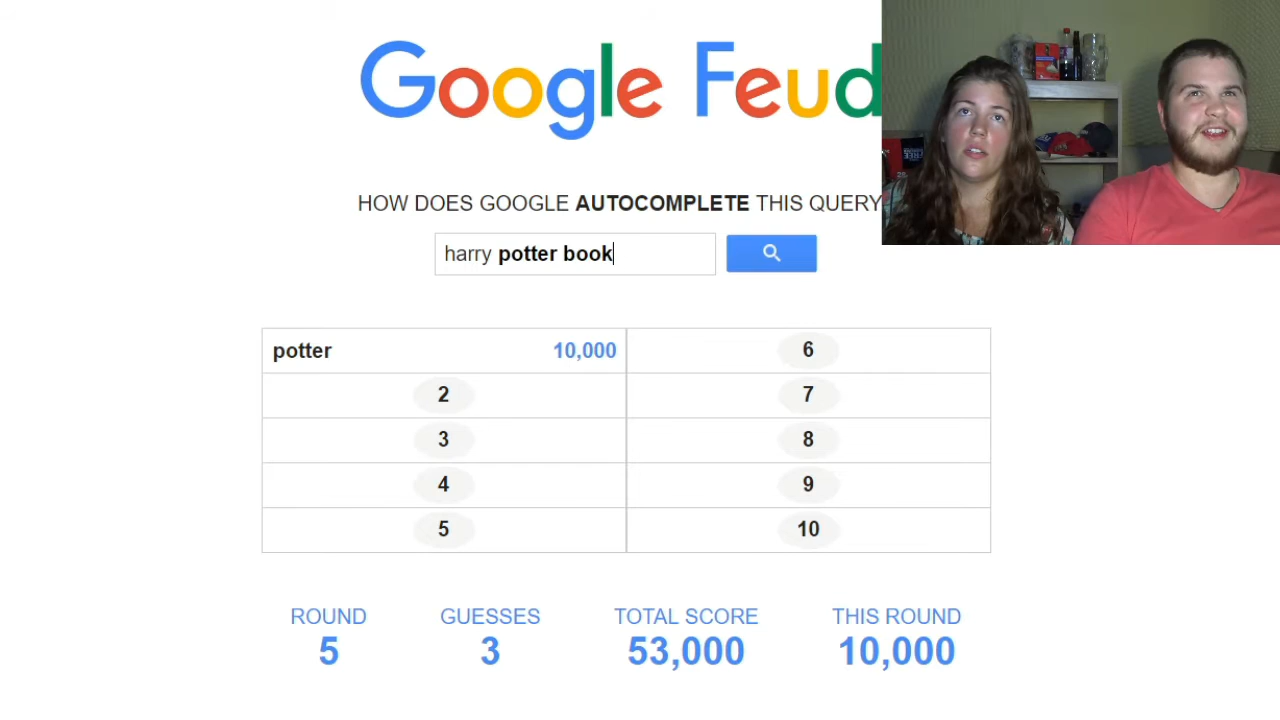 Google Feud
HOW DOES GOOGLE AUTOCOMPLETE THIS QUERY
harry potter book
potter 10,000 6
2 7
3 8
4 9
5 10
ROUND GUESSES TOTAL SCORE THIS ROUND
5 3 53,000 10,000